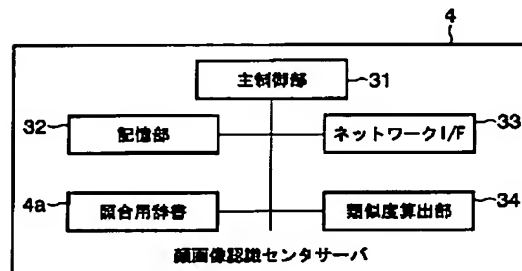 4
主制御部 31
32 記憶部 ネットワークI/F 33
4a 照合用辞書 類似度算出部 34
顔画像認識センタサーバ